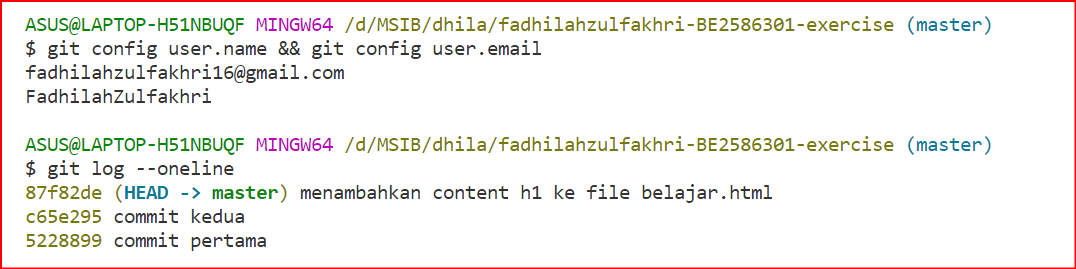 ASUS@LAPTOP-H51NBUQF MINGW64 /d/MSIB/dhila/fadhilahzulfakhri-BE2586301-exercise (master)
$ git config user.name && git config user.email
fadhilahzulfakhri16@gmail.com
FadhilahZulfakhri
ASUS@LAPTOP-H51NBUQF MINGW64 /d/MSIB/dhila/fadhilahzulfakhri-BE2586301-exercise (master)
$ git log --oneline
87f82de (HEAD -> master) menambahkan content h1 ke file belajar.html
c65e295 commit kedua
5228899 commit pertama